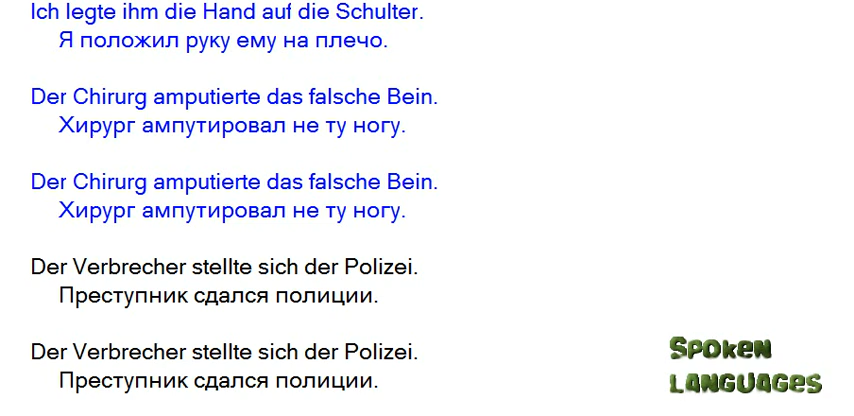 Ich legte ihm die Hand auf die Schulter.
Я положил руку ему на плечо.
Der Chirurg amputierte das falsche Bein.
Хирург ампутировал не ту ногу.
Der Chirurg amputierte das falsche Bein.
Хирург ампутировал не ту ногу.
Der Verbrecher stellte sich der Polizei.
Преступник сдался полиции.
Der Verbrecher stellte sich der Polizei.
Преступник сдался полиции.
Spoken
Languages